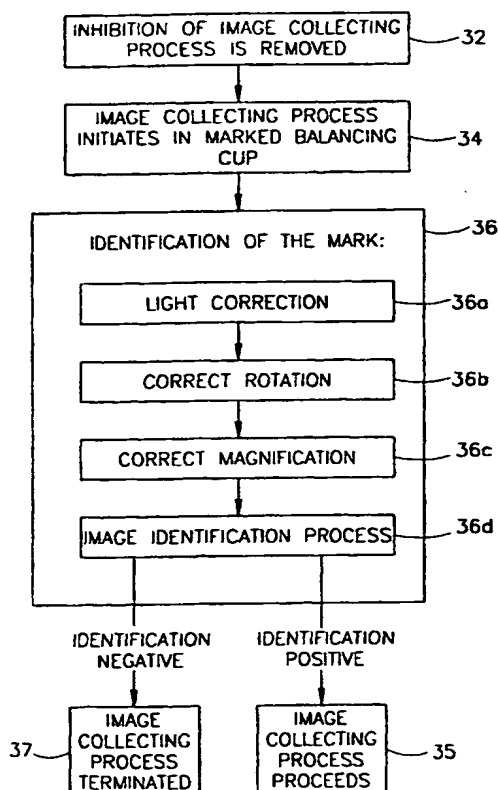 INHIBITION OF IMAGE COLLECTING
PROCESS IS REMOVED
32
IMAGE COLLECTING PROCESS
INITIATES IN MARKED BALANCING
CUP
34
36
IDENTIFICATION OF THE MARK:
LIGHT CORRECTION
36a
CORRECT ROTATION
36b
CORRECT MAGNIFICATION
36c
IMAGE IDENTIFICATION PROCESS
36d
IDENTIFICATION
NEGATIVE
IDENTIFICATION
POSITIVE
37
IMAGE
COLLECTING
PROCESS
TERMINATED
IMAGE
COLLECTING
PROCESS
PROCEEDS
35